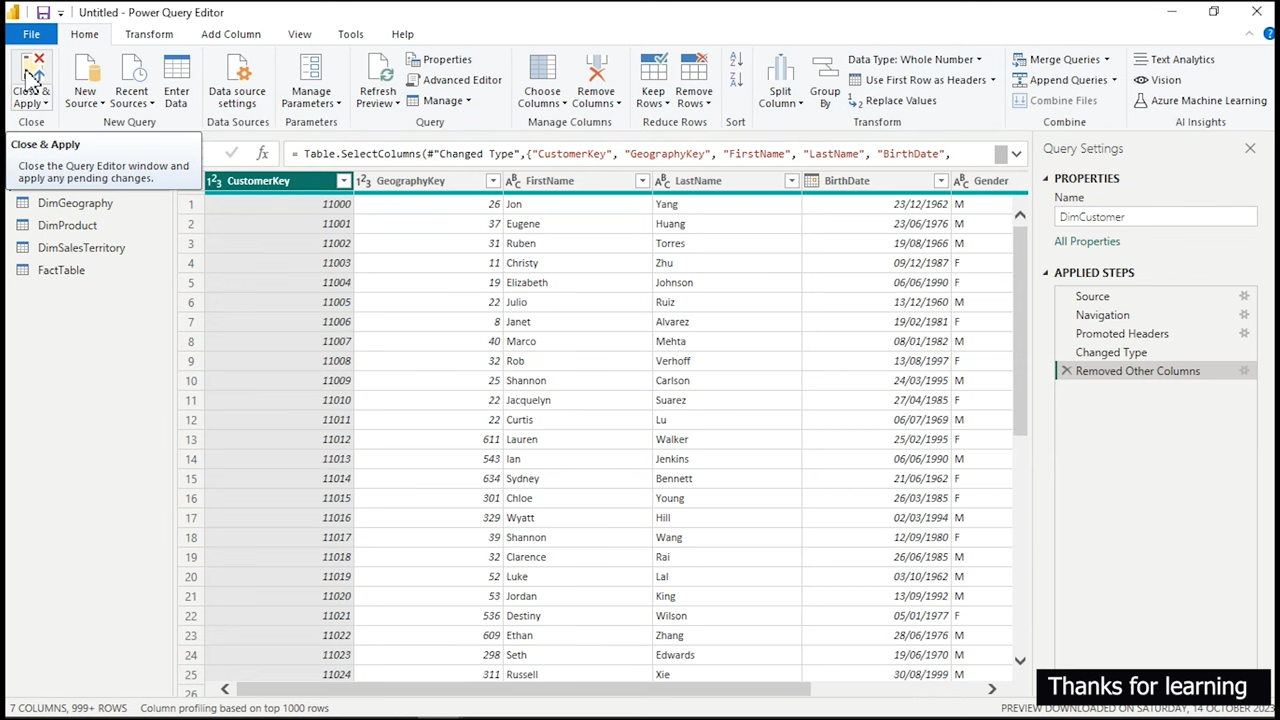 Untitled - Power Query Editor
File Home Transform Add Column View Tools Help
Close & Apply
New Source
Recent Sources
Enter Data
Data source settings
Manage Parameters
Refresh Preview
Properties
Advanced Editor
Manage
Choose Columns
Remove Columns
Keep Rows
Remove Rows
Split Column
Group By
Data Type: Whole Number
Use First Row as Headers
Replace Values
Merge Queries
Append Queries
Combine Files
Text Analytics
Vision
Azure Machine Learning
Close New Query Data Sources Parameters Query Manage Columns Reduce Rows Sort Transform Combine AI Insights
Close & Apply
Close the Query Editor window and
apply any pending changes.
fx = Table.SelectColumns(#"Changed Type",{"CustomerKey", "GeographyKey", "FirstName", "LastName", "BirthDate",
DimGeography
DimProduct
DimSalesTerritory
FactTable
CustomerKey GeographyKey FirstName LastName BirthDate Gender
1 11000 26 Jon Yang 23/12/1962 M
2 11001 37 Eugene Huang 23/06/1976 M
3 11002 31 Ruben Torres 19/08/1966 M
4 11003 11 Christy Zhu 09/12/1987 F
5 11004 19 Elizabeth Johnson 06/06/1990 F
6 11005 22 Julio Ruiz 13/12/1960 M
7 11006 8 Janet Alvarez 19/02/1981 F
8 11007 40 Marco Mehta 08/01/1982 M
9 11008 32 Rob Verhoff 13/08/1997 F
10 11009 25 Shannon Carlson 24/03/1995 M
11 11010 22 Jacquelyn Suarez 27/04/1985 F
12 11011 22 Curtis Lu 06/07/1969 M
13 11012 611 Lauren Walker 25/02/1995 F
14 11013 543 Ian Jenkins 06/06/1990 M
15 11014 634 Sydney Bennett 21/06/1962 F
16 11015 301 Chloe Young 26/03/1985 F
17 11016 329 Wyatt Hill 02/03/1994 M
18 11017 39 Shannon Wang 12/09/1980 F
19 11018 32 Clarence Rai 26/06/1985 M
20 11019 52 Luke Lal 03/10/1962 M
21 11020 53 Jordan King 13/09/1992 M
22 11021 536 Destiny Wilson 05/01/1977 F
23 11022 609 Ethan Zhang 28/06/1976 M
24 11023 298 Seth Edwards 19/06/1970 M
25 11024 311 Russell Xie 30/08/1999 M
26
Query Settings
PROPERTIES
Name
DimCustomer
All Properties
APPLIED STEPS
Source
Navigation
Promoted Headers
Changed Type
Removed Other Columns
Thanks for learning
7 COLUMNS, 999+ ROWS Column profiling based on top 1000 rows PREVIEW DOWNLOADED ON SATURDAY, 14 OCTOBER 2023